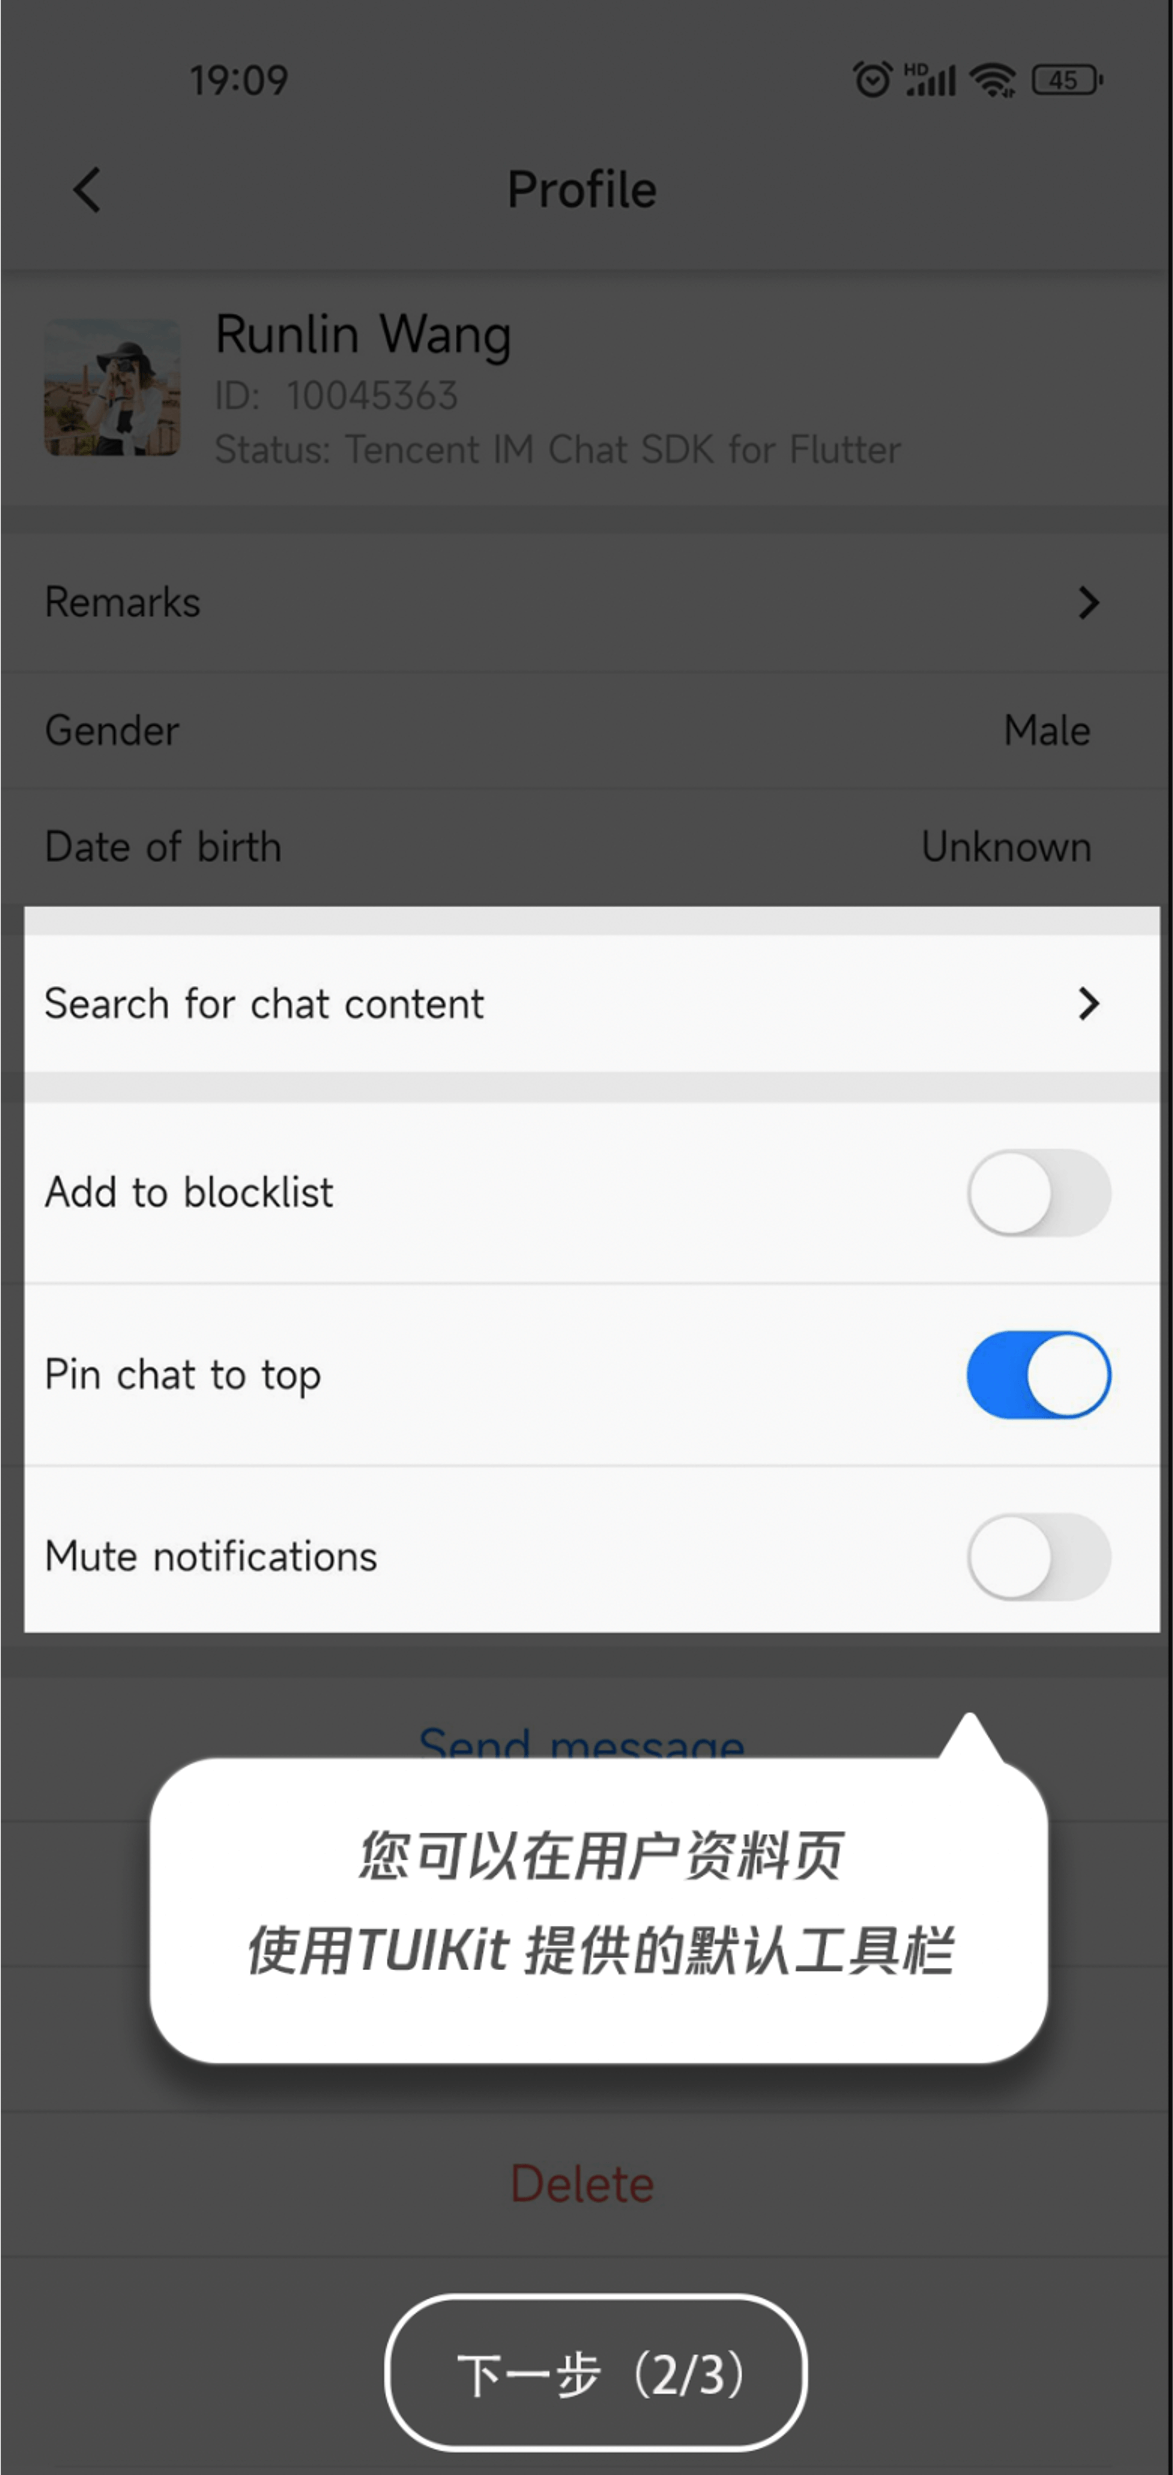 19:09
HD
45
Profile
Runlin Wang
ID: 10045363
Status: Tencent IM Chat SDK for Flutter
Remarks
Gender
Male
Date of birth
Unknown
Search for chat content
Add to blocklist
Pin chat to top
Mute notifications
Send message
您可以在用户资料页
使用TUIKit 提供的默认工具栏
Delete
下一步（2/3）